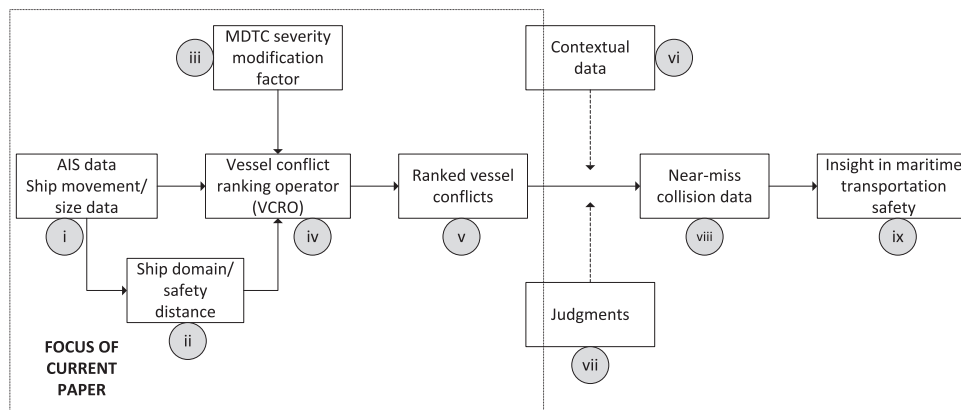 MDTC severity
modification
factor
iii
Contextual
data
vi
AIS data
Ship movement/
size data
i
Vessel conflict
ranking operator
(VCRO)
iv
Ranked vessel
conflicts
v
Near-miss
collision data
viii
Insight in maritime
transportation
safety
ix
Ship domain/
safety
distance
ii
Judgments
vii
FOCUS OF
CURRENT
PAPER